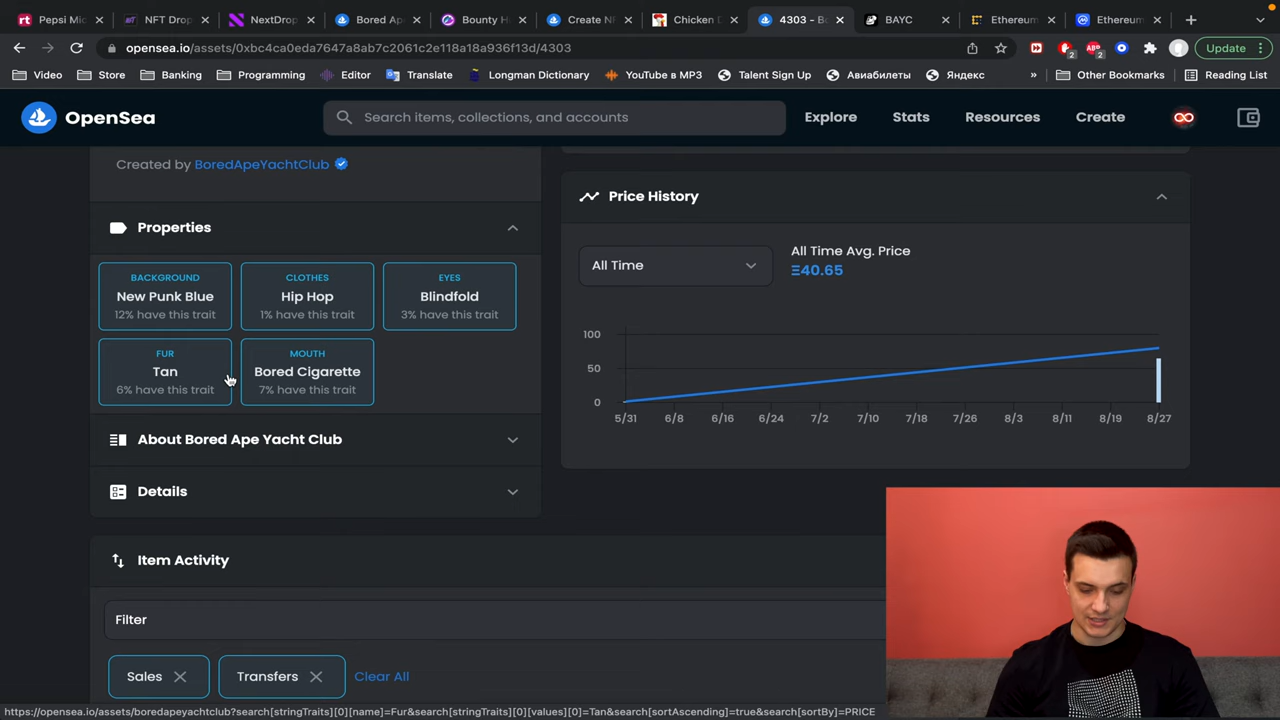 Pepsi Mi
NFT Drop
NextDrop
Bored Ap
Bounty H
Create NF
Chicken D
4303 - Bo
BAYC
Ethereum
Ethereum
opensea.io/assets/0xbc4ca0eda7647a8ab7c2061c2e118a18a936f13d/4303
2
2
Update
Video
Store
Banking
Programming
Editor
Translate
Longman Dictionary
YouTube в MP3
Talent Sign Up
Авиабилеты
Яндекс
»
Other Bookmarks
Reading List
OpenSea
Search items, collections, and accounts
Explore
Stats
Resources
Create
Created by BoredApeYachtClub
Properties
BACKGROUND
New Punk Blue
12% have this trait
CLOTHES
Hip Hop
1% have this trait
EYES
Blindfold
3% have this trait
FUR
Tan
6% have this trait
MOUTH
Bored Cigarette
7% have this trait
About Bored Ape Yacht Club
Details
Price History
All Time
All Time Avg. Price
Ξ40.65
100
50
0
5/31 6/8 6/16 6/24 7/2 7/10 7/18 7/26 8/3 8/11 8/19 8/27
Item Activity
Filter
Sales
Transfers
Clear All
https://opensea.io/assets/boredapeyachtclub?search[stringTraits][0][name]=Fur&search[stringTraits][0][values][0]=Tan&search[sortAscending]=true&search[sortBy]=PRICE